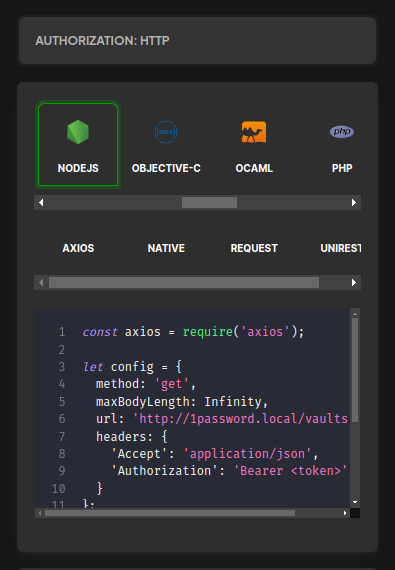 AUTHORIZATION: HTTP
Obj-C
php
NODEJS OBJECTIVE-C OCAML PHP
AXIOS NATIVE REQUEST UNIREST
1 const axios = require('axios');
2
3 let config = {
4 method: 'get',
5 maxBodyLength: Infinity,
6 url: 'http://1password.local/vaults
7 headers: {
8 'Accept': 'application/json',
9 'Authorization': 'Bearer <token>'
10 }
11 };